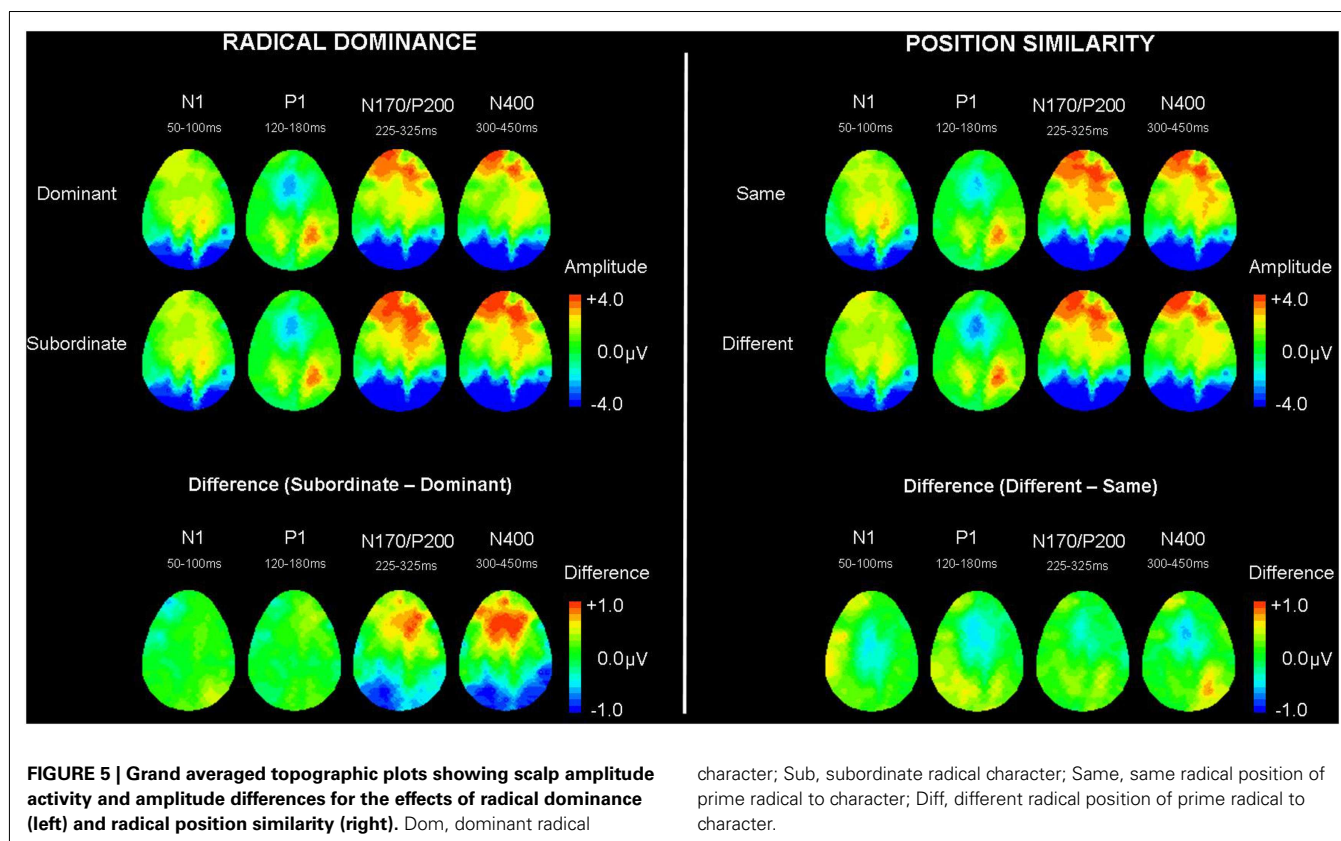 RADICAL DOMINANCE
N1 P1 N170/P200 N400
50-100ms 120-180ms 225-325ms 300-450ms
Dominant
Amplitude
+4.0
0.0µV
-4.0
Subordinate
Difference (Subordinate – Dominant)
N1 P1 N170/P200 N400
50-100ms 120-180ms 225-325ms 300-450ms
Difference
+1.0
0.0µV
-1.0
POSITION SIMILARITY
N1 P1 N170/P200 N400
50-100ms 120-180ms 225-325ms 300-450ms
Same
Amplitude
+4.0
0.0µV
-4.0
Different
Difference (Different – Same)
N1 P1 N170/P200 N400
50-100ms 120-180ms 225-325ms 300-450ms
Difference
+1.0
0.0µV
-1.0
FIGURE 5 | Grand averaged topographic plots showing scalp amplitude
activity and amplitude differences for the effects of radical dominance
(left) and radical position similarity (right). Dom, dominant radical
character; Sub, subordinate radical character; Same, same radical position of
prime radical to character; Diff, different radical position of prime radical to
character.